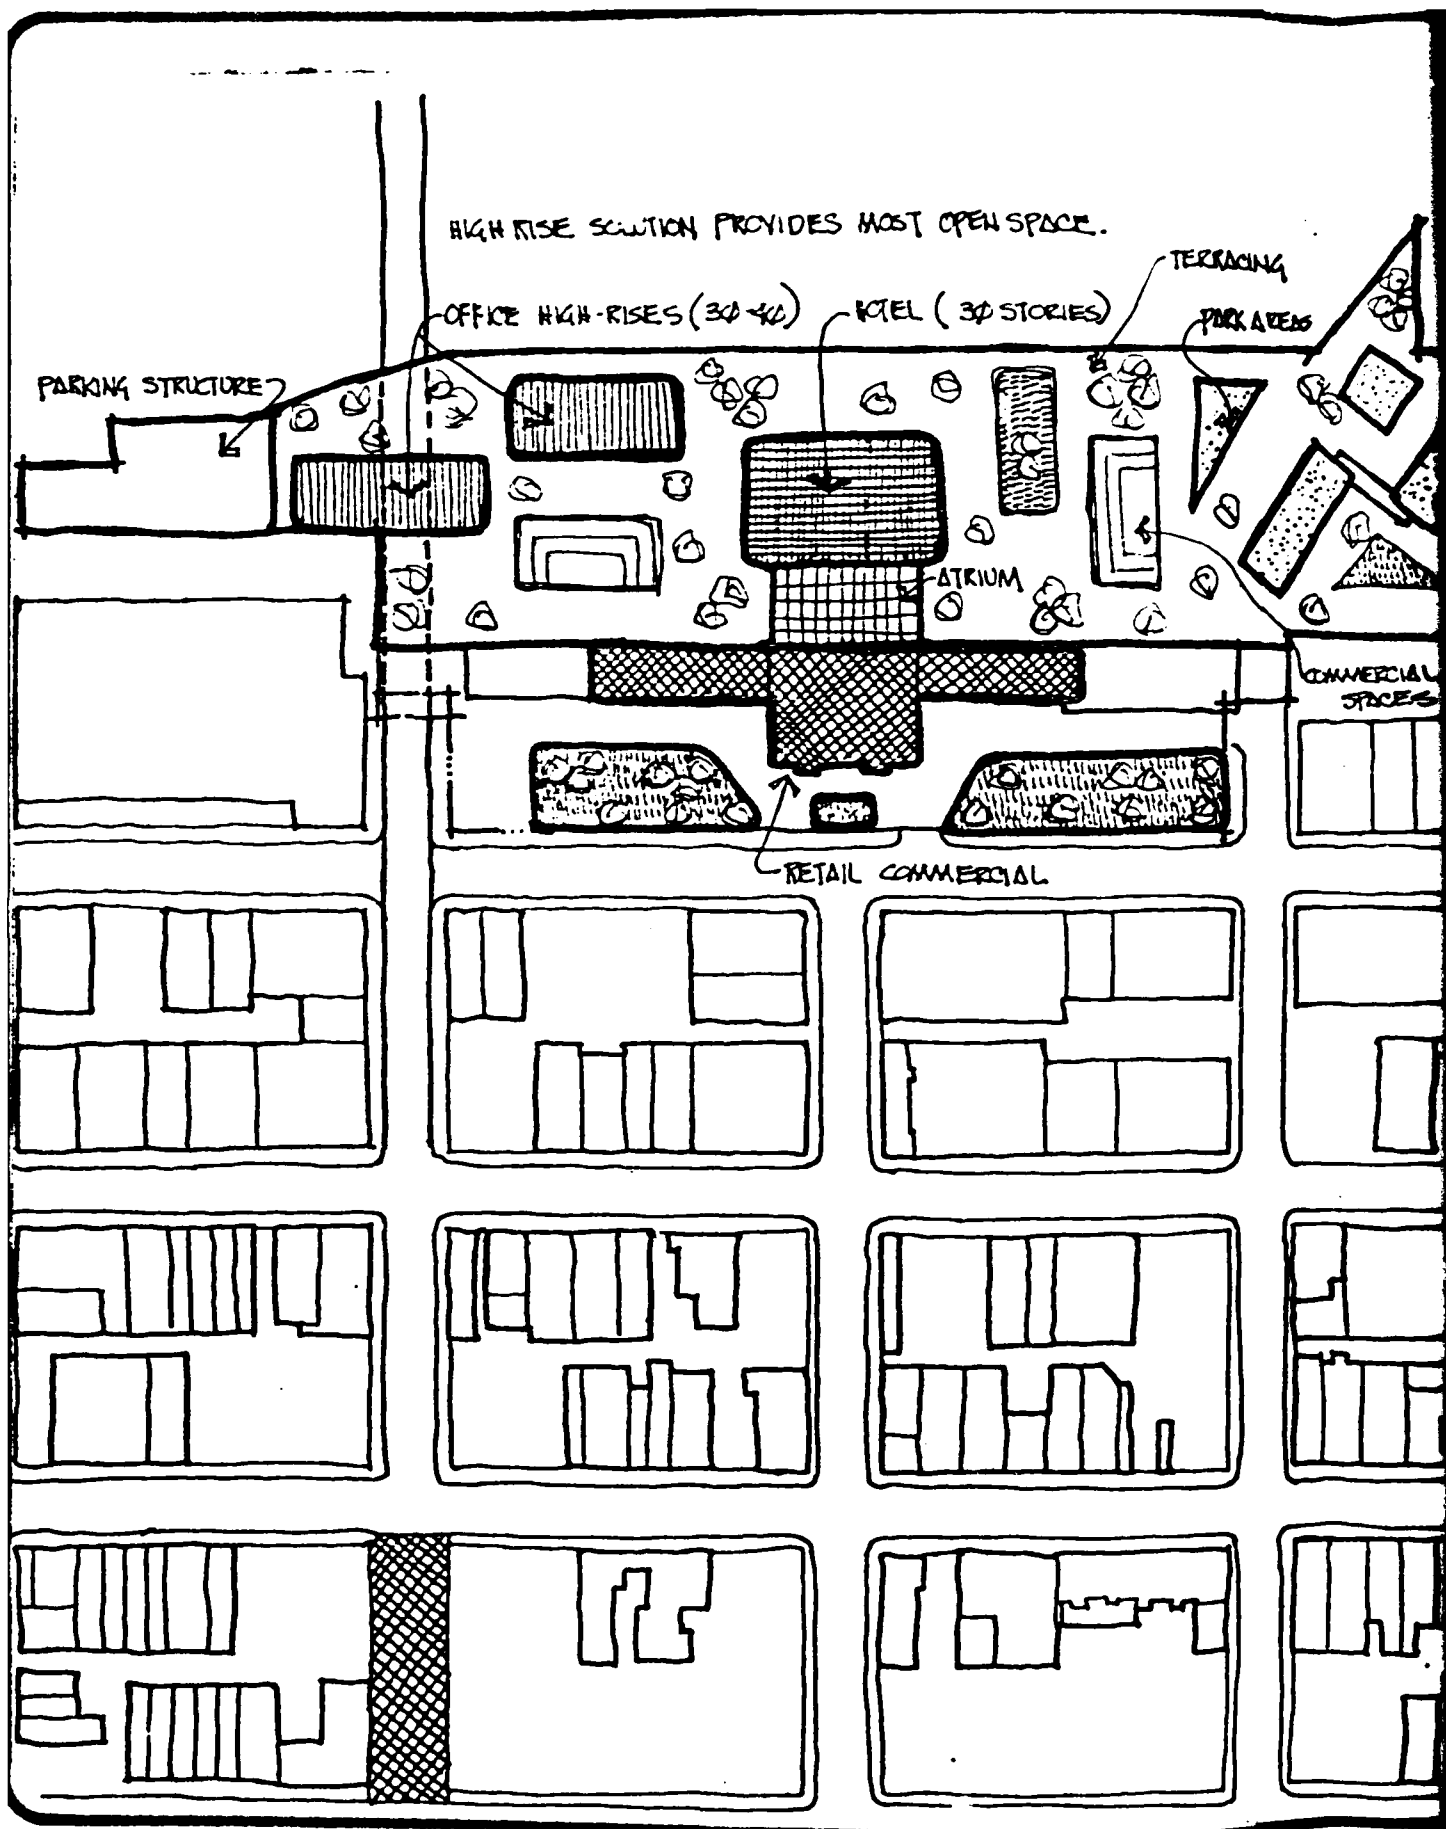 HIGH RISE SOLUTION PROVIDES MOST OPEN SPACE.
TERRACING
OFFICE HIGH-RISES (30-40)
HOTEL (30 STORIES)
PARK AREAS
PARKING STRUCTURE
ATRIUM
COMMERCIAL
SPACES
RETAIL COMMERCIAL